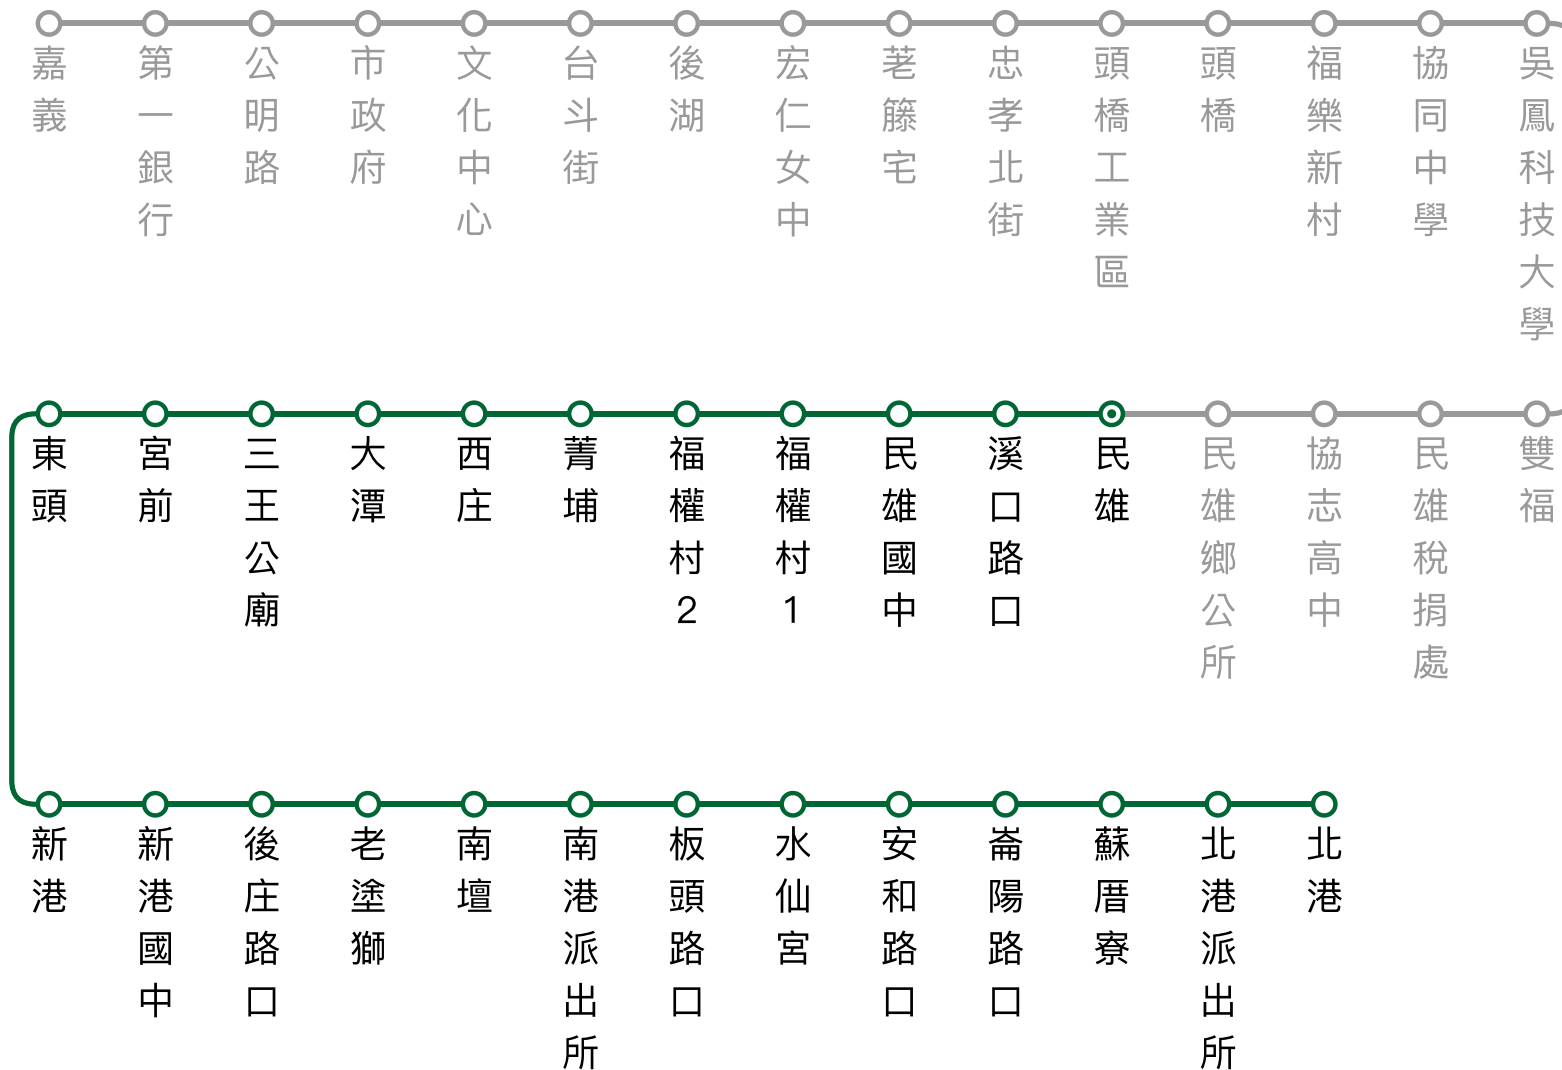 嘉義
第一銀行
公明路
市政府
文化中心
台斗街
後湖
宏仁女中
荖籐宅
忠孝北街
頭橋工業區
頭橋
福樂新村
協同中學
吳鳳科技大學
東頭
宮前
三王公廟
大潭
西庄
菁埔
福權村2
福權村1
民雄國中
溪口路口
民雄
民雄鄉公所
協志高中
民雄稅捐處
雙福
新港
新港國中
後庄路口
老塗獅
南壇
南港派出所
板頭路口
水仙宮
安和路口
崙陽路口
蘇厝寮
北港派出所
北港